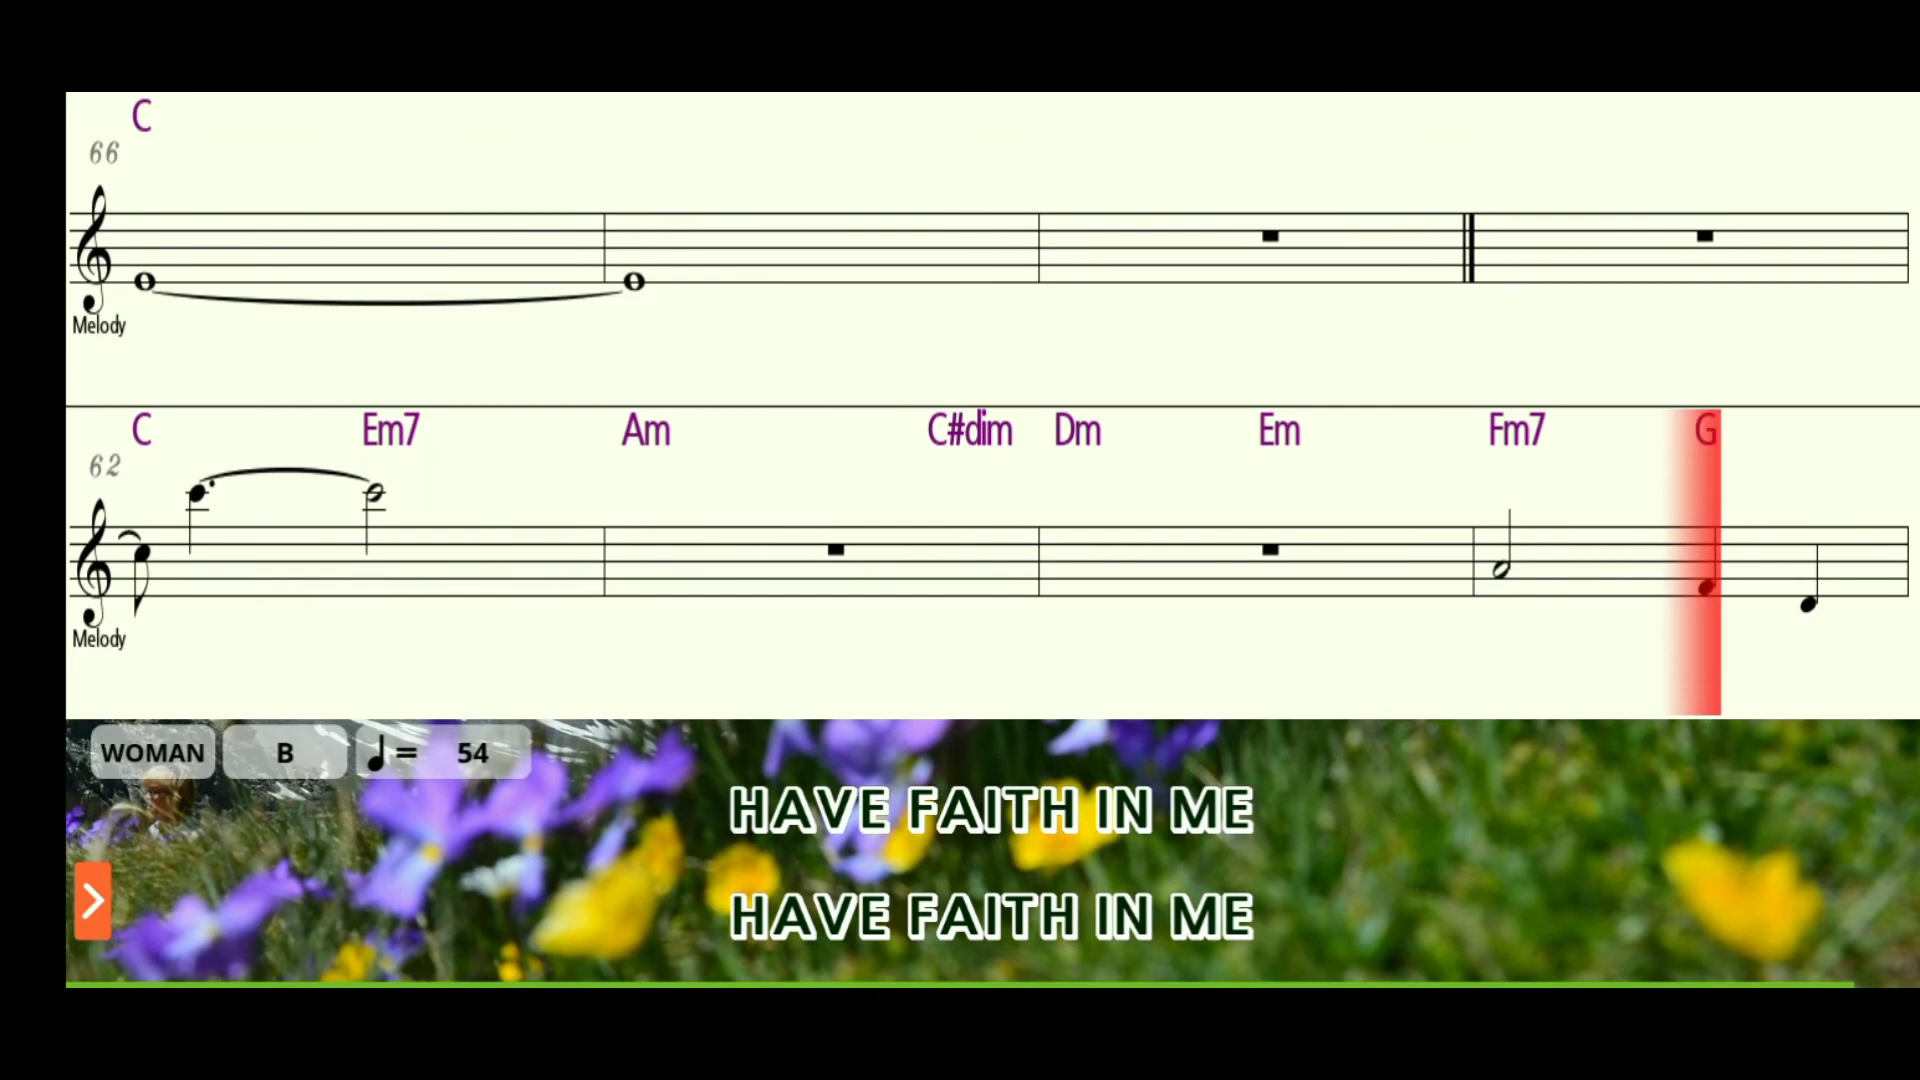 C
66
Melody
C Em7 Am C#dim Dm Em Fm7 G
62
Melody
WOMAN B ♩= 54
HAVE FAITH IN ME
HAVE FAITH IN ME